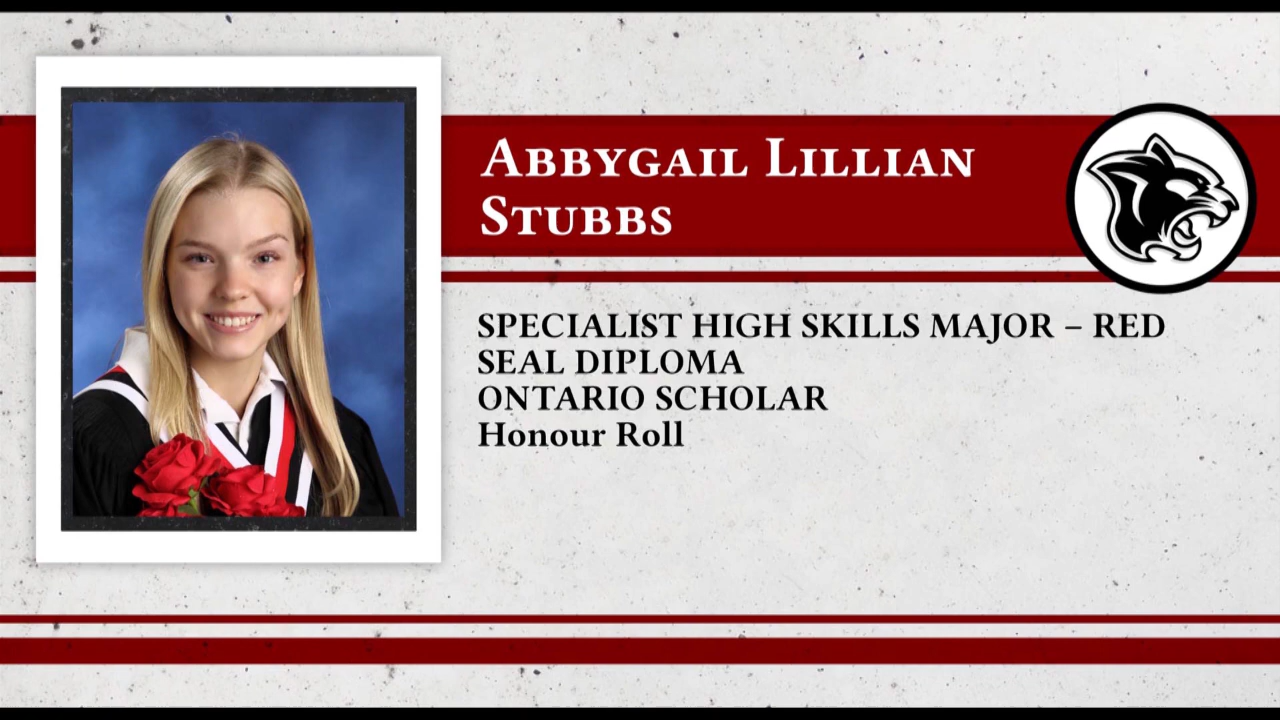 Abbygail Lillian
Stubbs
SPECIALIST HIGH SKILLS MAJOR – RED
SEAL DIPLOMA
ONTARIO SCHOLAR
Honour Roll